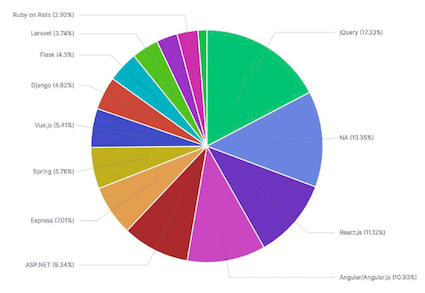 Ruby on Rails (2.92%)
Laravel (3.74%)
Flask (4.3%)
Django (4.62%)
Vue.js (5.41%)
Spring (5.76%)
Express (7.01%)
ASP.NET (9.34%)
jQuery (17.33%)
NA (13.35%)
React.js (11.12%)
Angular/Angular.js (10.93%)